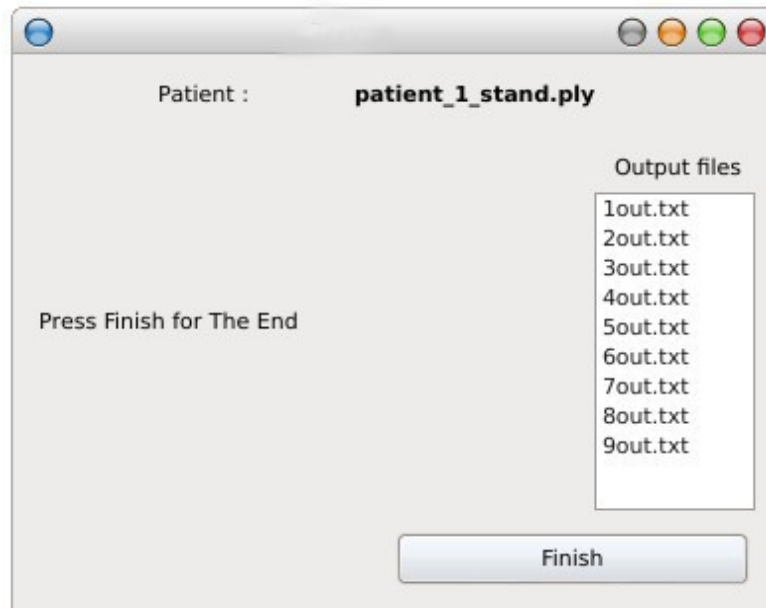 Patient :
patient_1_stand.ply
Output files
1out.txt
2out.txt
3out.txt
4out.txt
5out.txt
6out.txt
7out.txt
8out.txt
9out.txt
Press Finish for The End
Finish